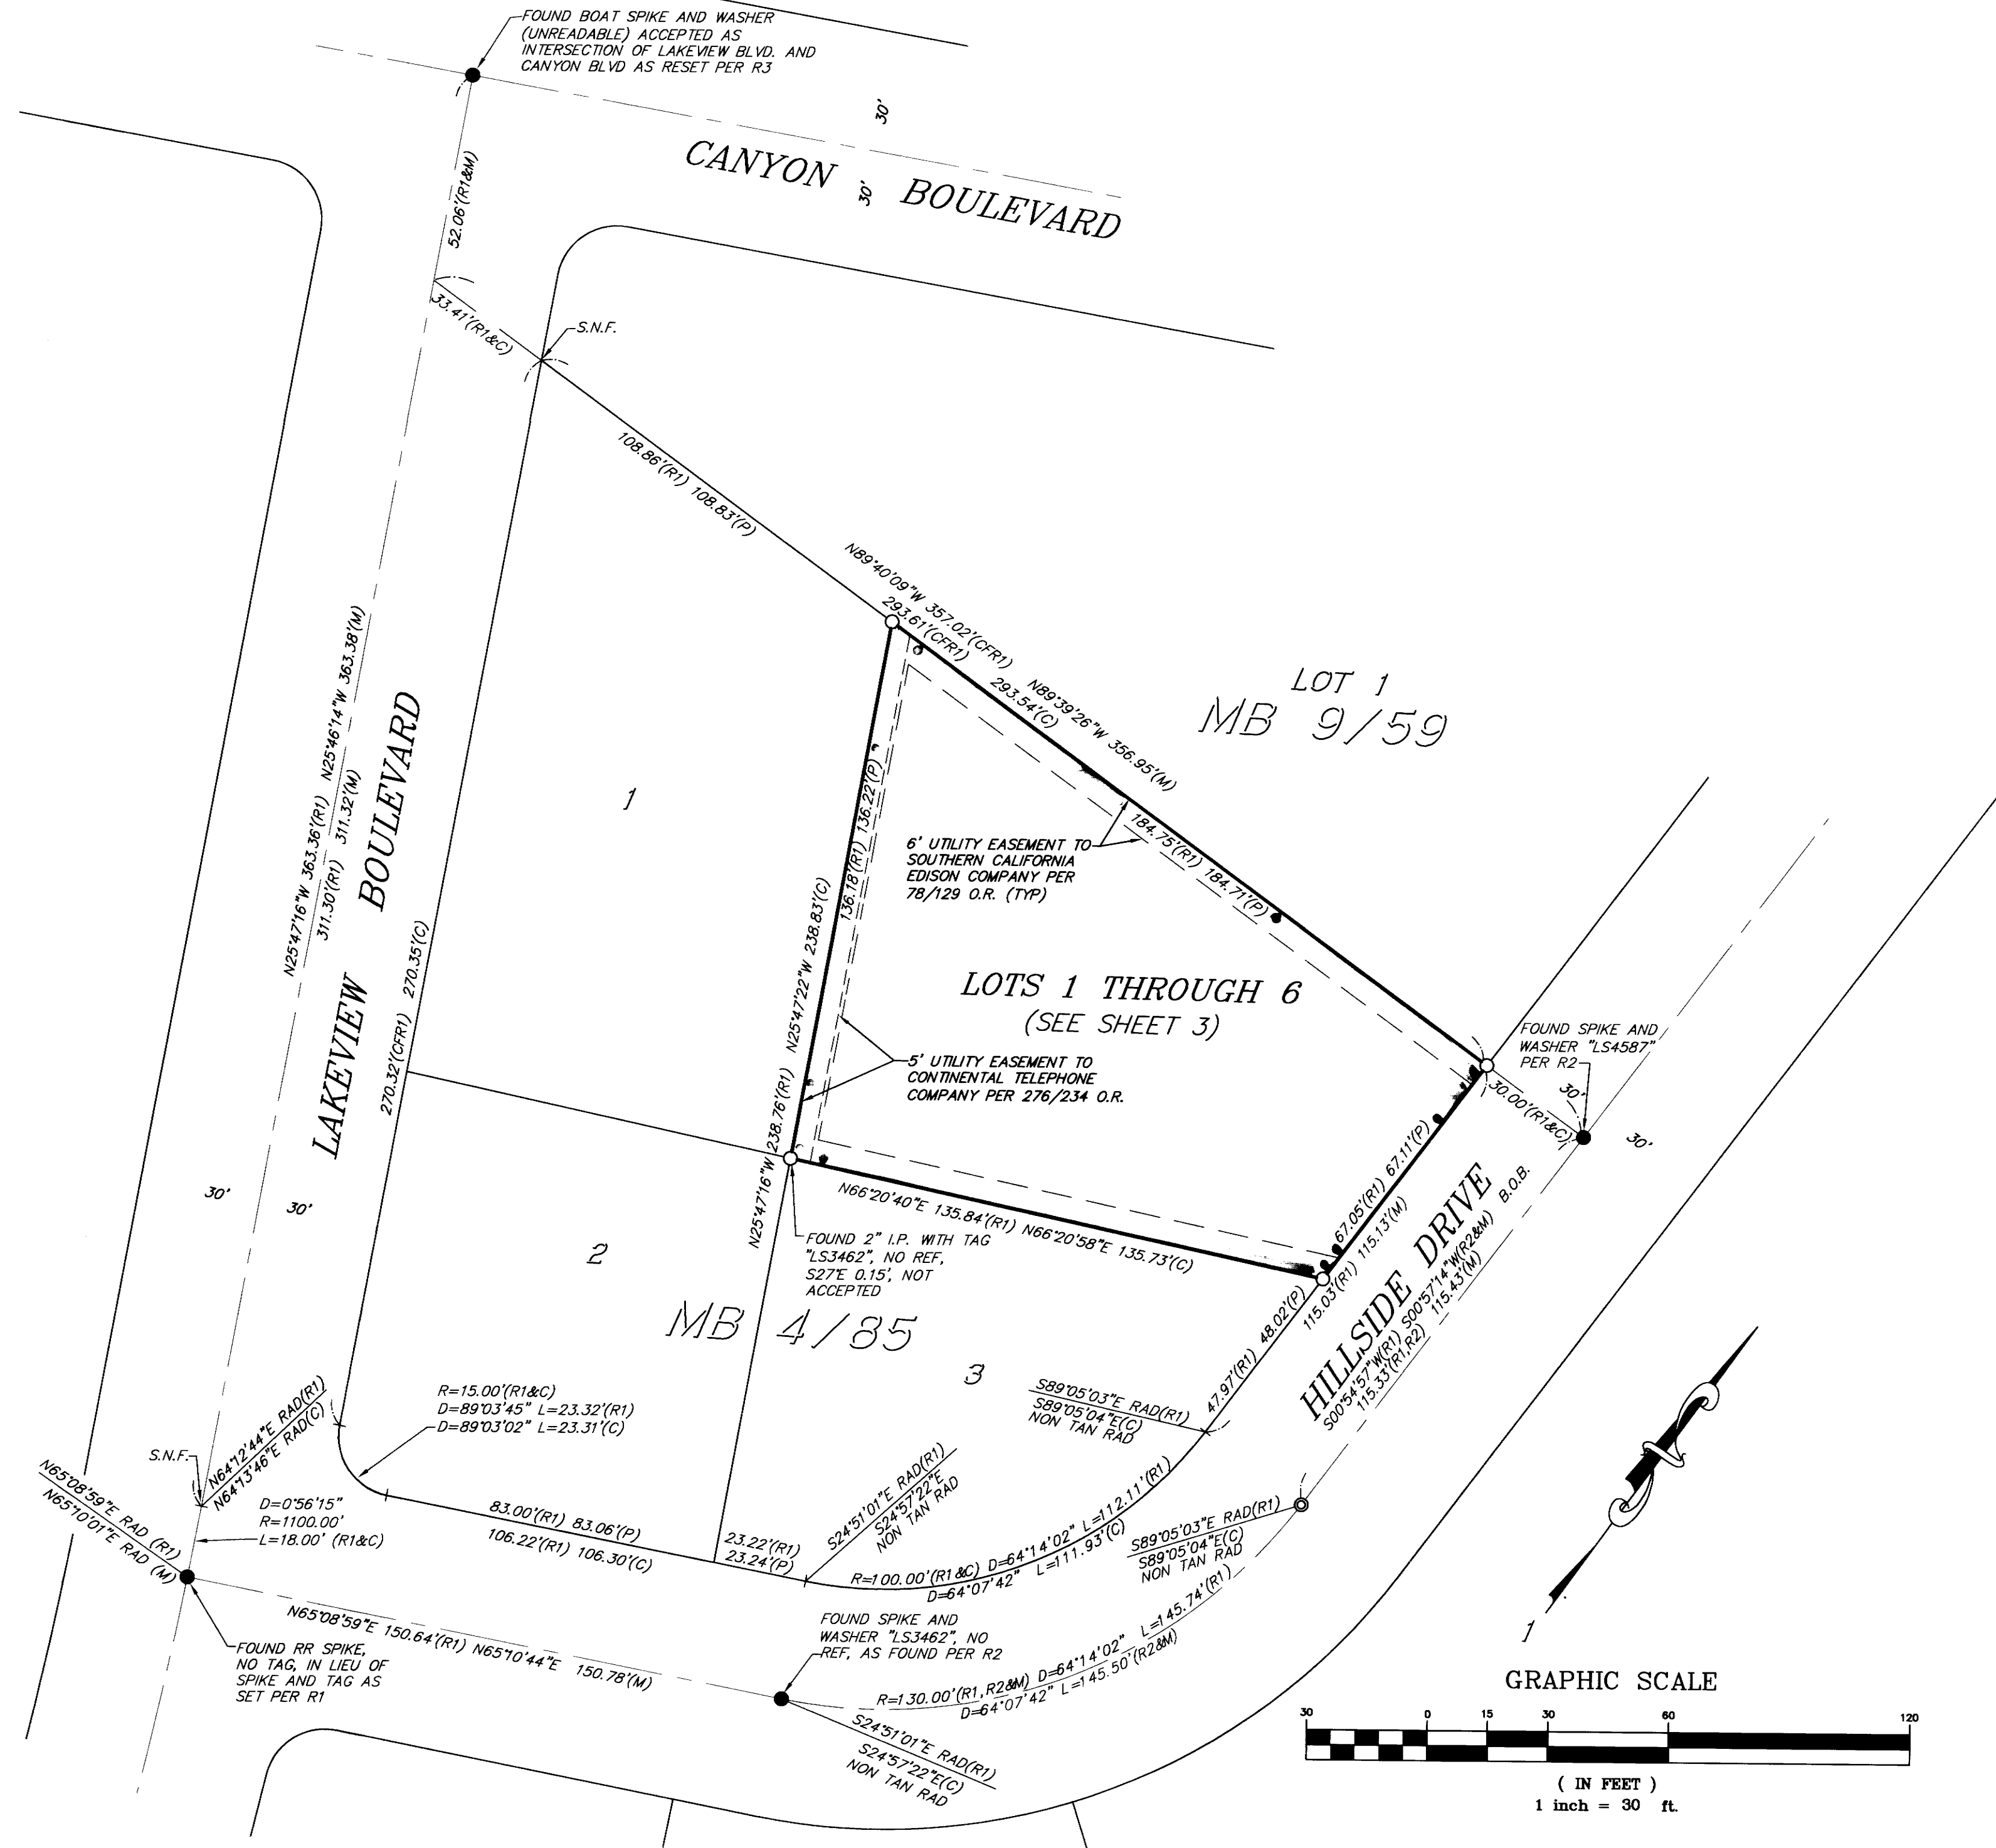 FOUND BOAT SPIKE AND WASHER
(UNREADABLE) ACCEPTED AS
INTERSECTION OF LAKEVIEW BLVD. AND
CANYON BLVD AS RESET PER R3
30'
CANYON
30'
BOULEVARD
52.06'(R1&M)
33.41'(R1&C)
S.N.F.
108.86'(R1) 108.83'(P)
N89°40'09"W 357.02'(CFR1)
293.61'(CFR1)
N89°39'26"W 356.95'(M)
293.54'(C)
LOT 1
MB 9/59
N25°47'16"W 363.36'(R1) N25°46'14"W 363.38'(M)
311.30'(R1) 311.32'(M)
LAKEVIEW BOULEVARD
270.32'(CFR1) 270.35'(C)
1
136.18'(R1) 136.22'(P)
N25°47'16"W 238.76'(R1) N25°47'22"W 238.83'(C)
6' UTILITY EASEMENT TO
SOUTHERN CALIFORNIA
EDISON COMPANY PER
78/129 O.R. (TYP)
184.75'(R1) 184.71'(P)
LOTS 1 THROUGH 6
(SEE SHEET 3)
5' UTILITY EASEMENT TO
CONTINENTAL TELEPHONE
COMPANY PER 276/234 O.R.
FOUND SPIKE AND
WASHER "LS4587"
PER R2
30'
30.00'(R1&C)
30'
30'
30'
N66°20'40"E 135.84'(R1) N66°20'58"E 135.73'(C)
67.05'(R1) 67.11'(P)
115.03'(R1) 115.13'(M)
HILLSIDE DRIVE
S00°54'57"W(R1) S00°57'14"W(R2&M) B.O.B.
115.33'(R1,R2) 115.43'(M)
FOUND 2" I.P. WITH TAG
"LS3462", NO REF,
S27°E 0.15', NOT
ACCEPTED
2
MB 4/85
3
47.97'(R1) 48.02'(P)
S89°05'03"E RAD(R1)
S89°05'04"E(C)
NON TAN RAD
R=15.00'(R1&C)
D=89°03'45" L=23.32'(R1)
D=89°03'02" L=23.31'(C)
N64°12'44"E RAD(R1)
N64°13'46"E RAD(C)
S.N.F.
N65°08'59"E RAD (R1)
N65°10'01"E RAD (M)
D=0°56'15"
R=1100.00'
L=18.00' (R1&C)
83.00'(R1) 83.06'(P)
106.22'(R1) 106.30'(C)
23.22'(R1)
23.24'(P)
S24°51'01"E RAD(R1)
S24°57'22"E
NON TAN RAD
R=100.00'(R1&C) D=64°14'02" L=112.11'(R1)
D=64°07'42" L=111.93'(C)
S89°05'03"E RAD(R1)
S89°05'04"E(C)
NON TAN RAD
N65°08'59"E 150.64'(R1) N65°10'44"E 150.78'(M)
FOUND RR SPIKE,
NO TAG, IN LIEU OF
SPIKE AND TAG AS
SET PER R1
FOUND SPIKE AND
WASHER "LS3462", NO
REF, AS FOUND PER R2
R=130.00'(R1,R2&M) D=64°14'02" L=145.74'(R1)
D=64°07'42" L=145.50'(R2&M)
S24°51'01"E RAD(R1)
S24°57'22"E(C)
NON TAN RAD
1
GRAPHIC SCALE
30 0 15 30 60 120
( IN FEET )
1 inch = 30 ft.